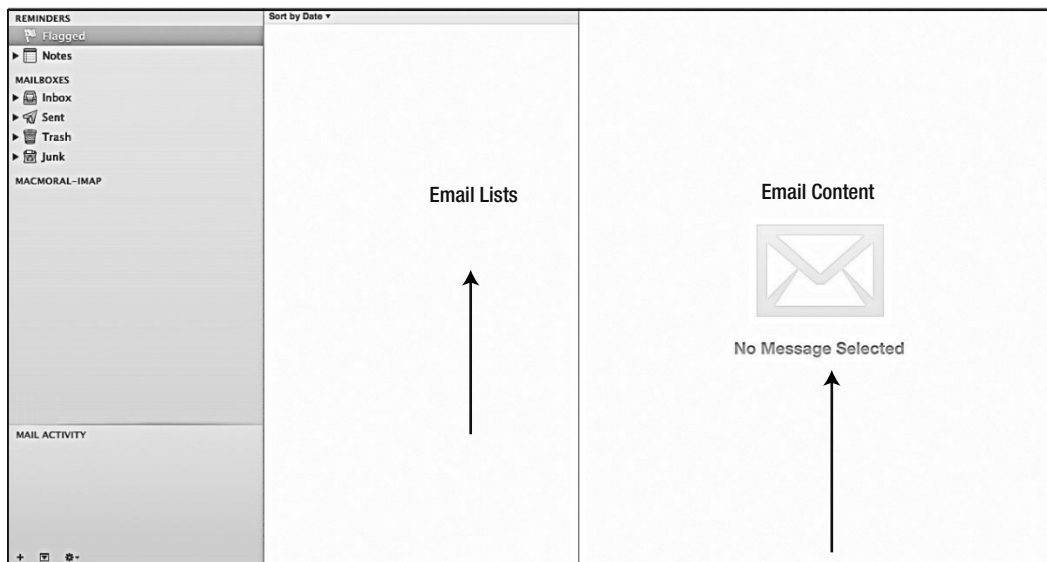 REMINDERS
Flagged
Notes
MAILBOXES
Inbox
Sent
Trash
Junk
MACMORAL-IMAP
MAIL ACTIVITY
Sort by Date
Email Lists
Email Content
No Message Selected